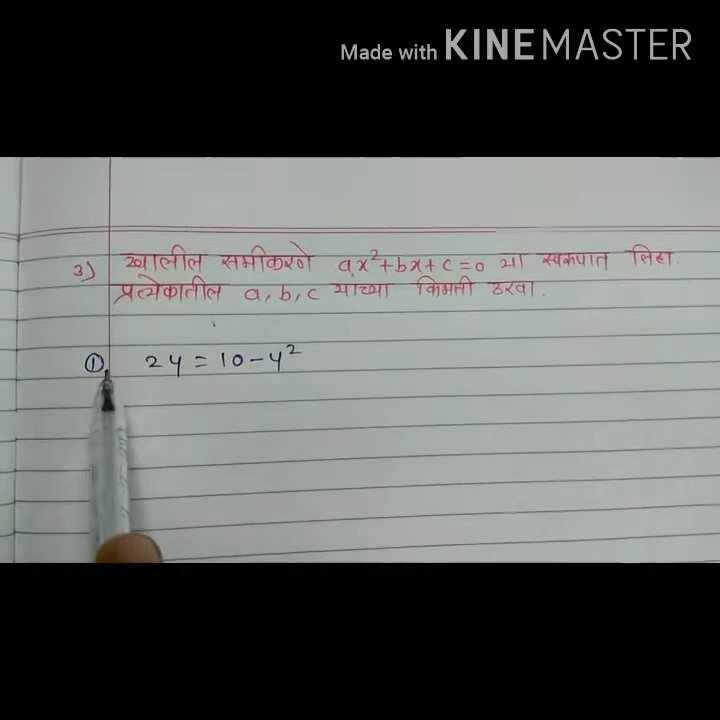 Made with KINEMASTER
3) खालील समीकरणे ax²+bx+c=0 या स्वरूपात लिहा.
प्रत्येकातील a, b, c यांच्या किमती ठरवा.
① 2y = 10 - y²